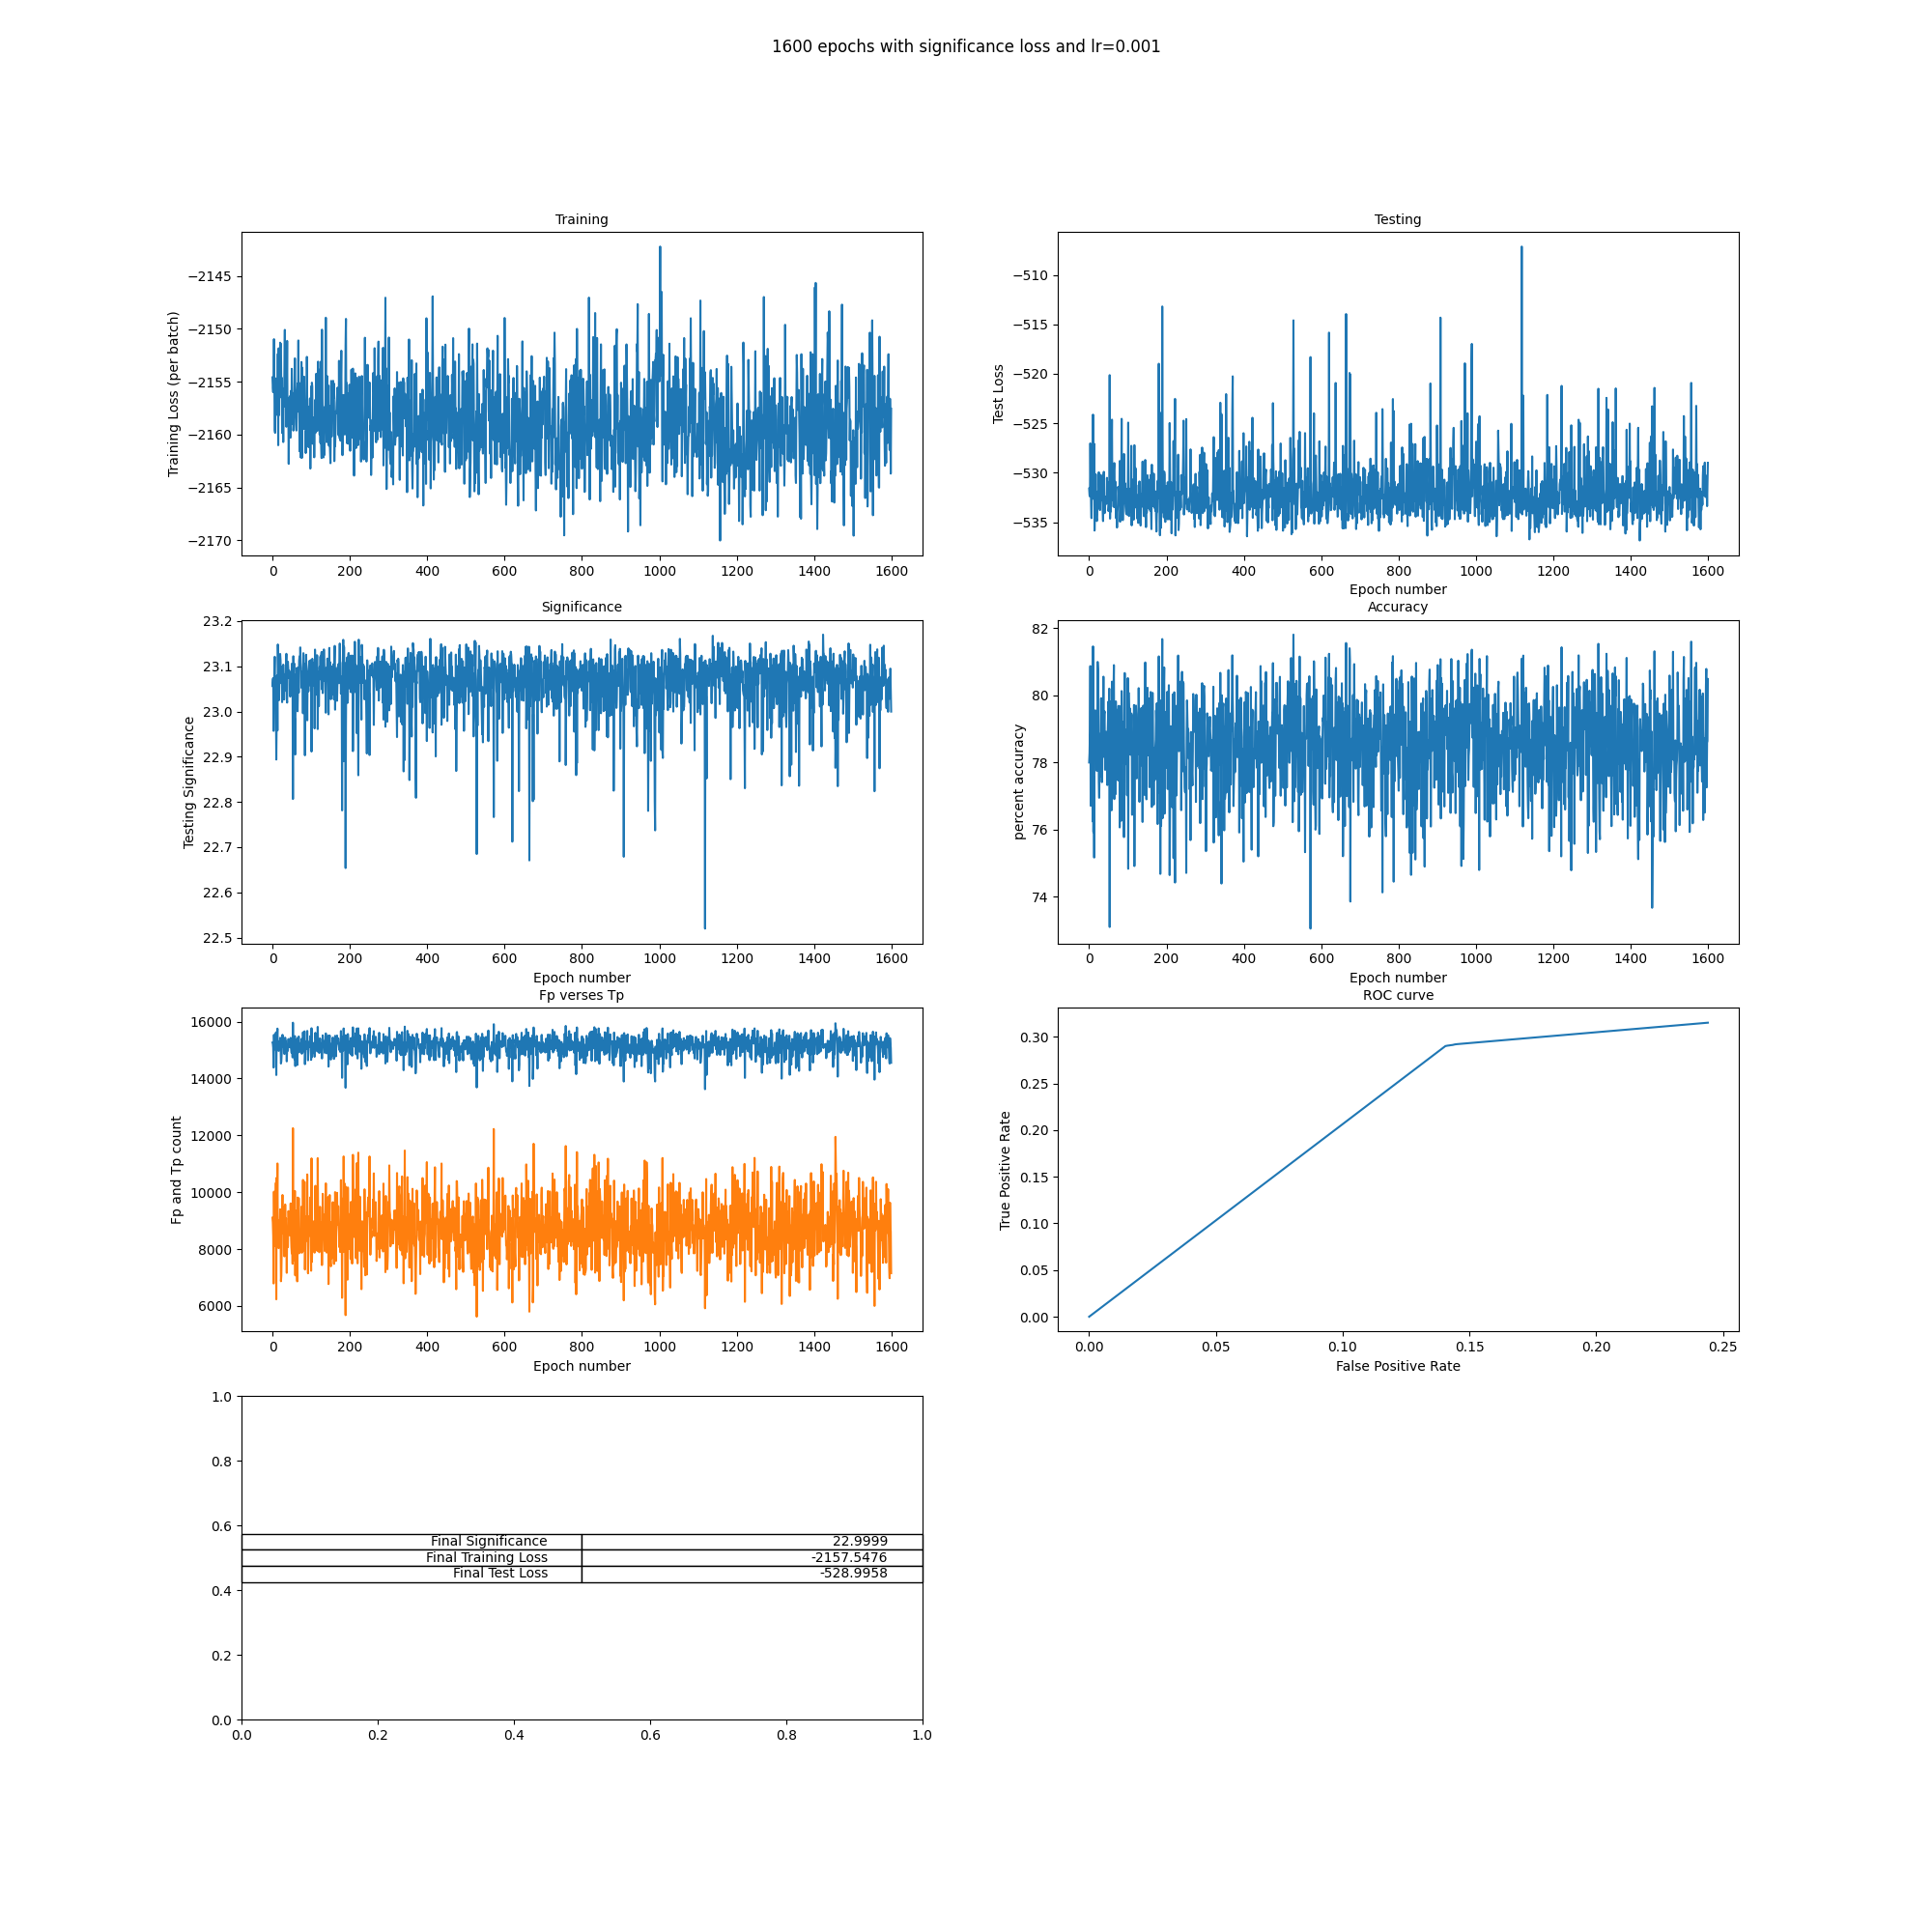 1600 epochs with significance loss and lr=0.001
Training
Training Loss (per batch)
−2145
−2150
−2155
−2160
−2165
−2170
0 200 400 600 800 1000 1200 1400 1600
Testing
Test Loss
−510
−515
−520
−525
−530
−535
0 200 400 600 800 1000 1200 1400 1600
Epoch number
Significance
Testing Significance
23.2
23.1
23.0
22.9
22.8
22.7
22.6
22.5
0 200 400 600 800 1000 1200 1400 1600
Epoch number
Accuracy
percent accuracy
82
80
78
76
74
0 200 400 600 800 1000 1200 1400 1600
Epoch number
Fp verses Tp
Fp and Tp count
16000
14000
12000
10000
8000
6000
0 200 400 600 800 1000 1200 1400 1600
Epoch number
ROC curve
True Positive Rate
0.30
0.25
0.20
0.15
0.10
0.05
0.00
0.00 0.05 0.10 0.15 0.20 0.25
False Positive Rate
1.0
0.8
0.6
Final Significance 22.9999
Final Training Loss -2157.5476
Final Test Loss -528.9958
0.4
0.2
0.0
0.0 0.2 0.4 0.6 0.8 1.0